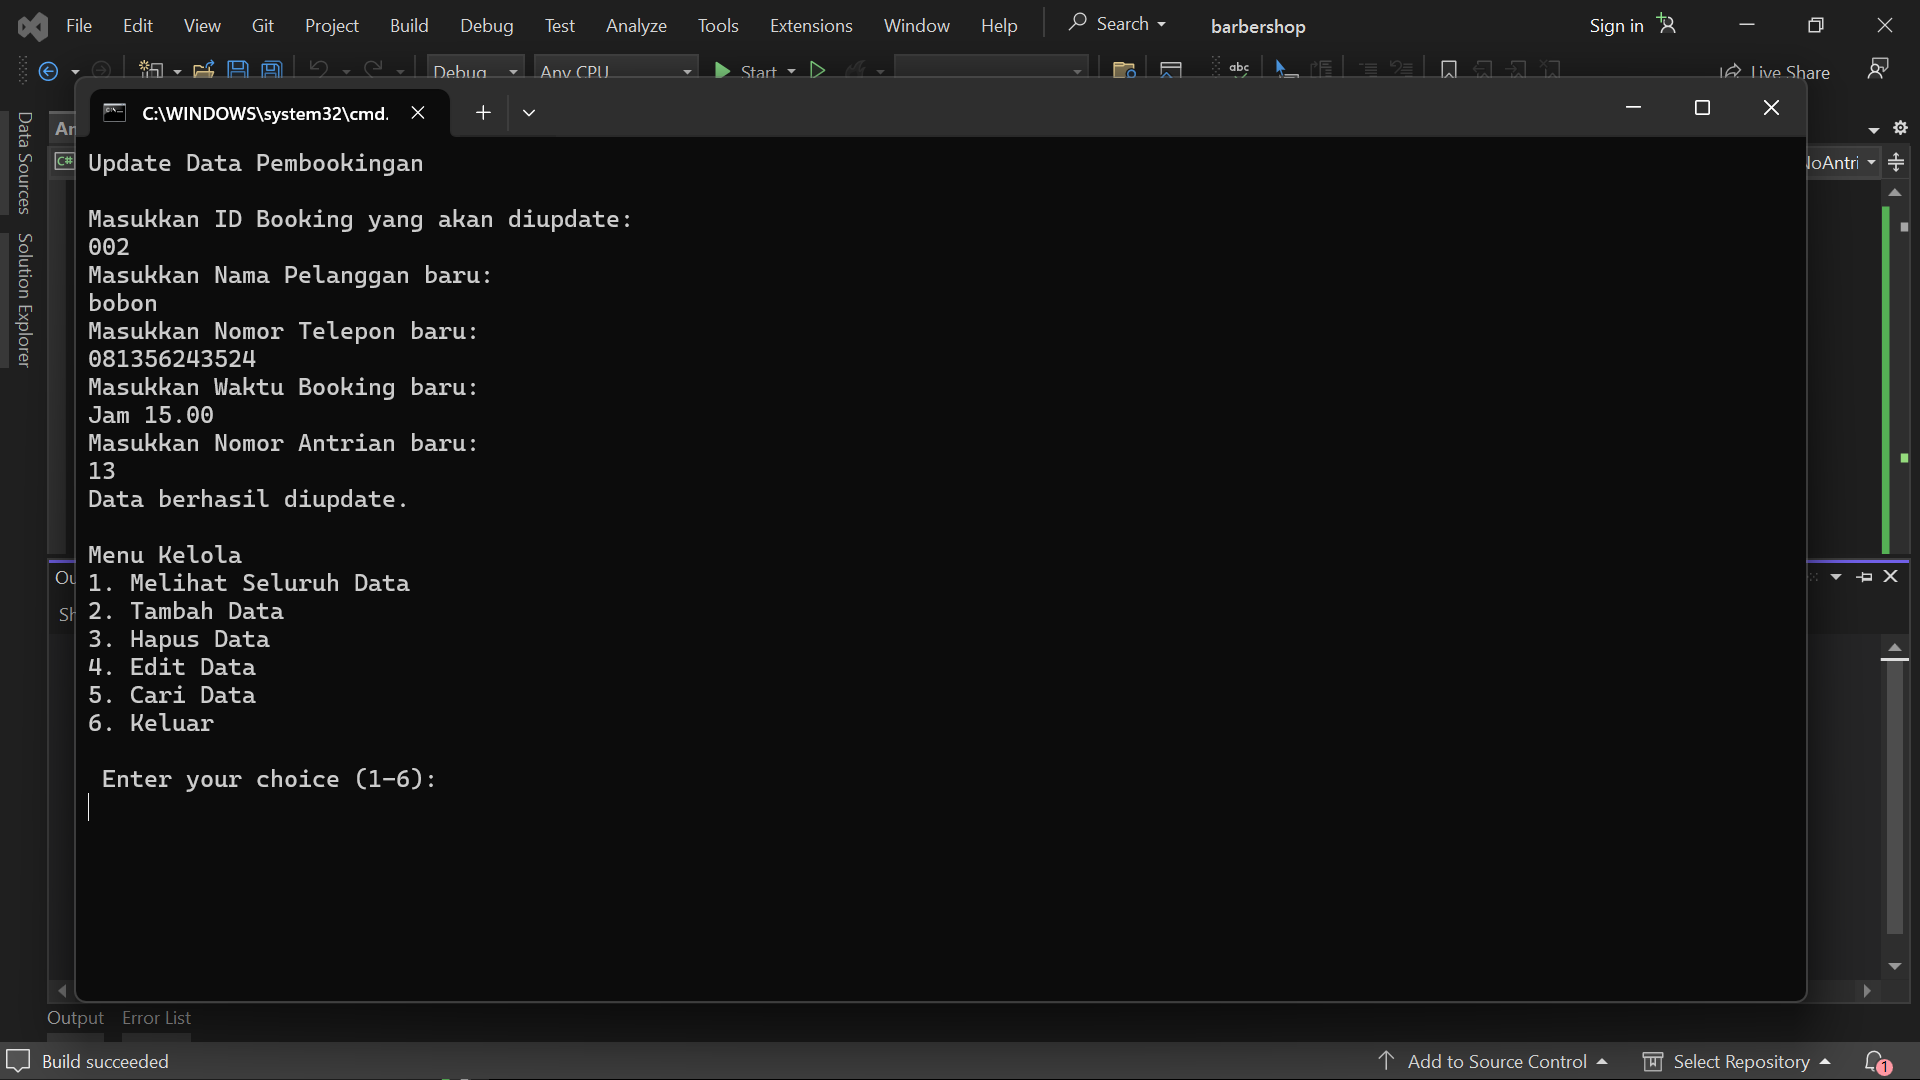 File Edit View Git Project Build Debug Test Analyze Tools Extensions Window Help Search barbershop Sign in
Debug Any CPU Start abc Live Share
C:\WINDOWS\system32\cmd.
Data Sources
Solution Explorer
C#
Update Data Pembookingan
Masukkan ID Booking yang akan diupdate:
002
Masukkan Nama Pelanggan baru:
bobon
Masukkan Nomor Telepon baru:
081356243524
Masukkan Waktu Booking baru:
Jam 15.00
Masukkan Nomor Antrian baru:
13
Data berhasil diupdate.
Menu Kelola
1. Melihat Seluruh Data
2. Tambah Data
3. Hapus Data
4. Edit Data
5. Cari Data
6. Keluar
Enter your choice (1-6):
Output Error List
Build succeeded Add to Source Control Select Repository 1